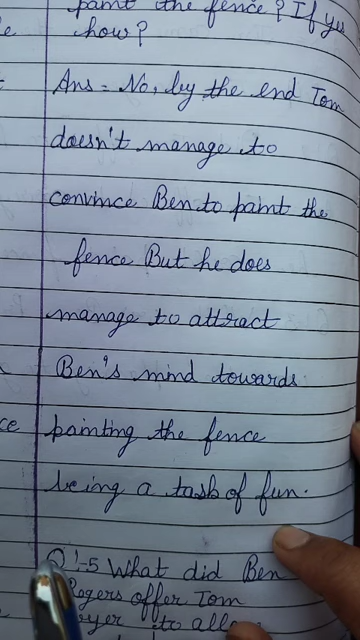 paint the fence? If
how?
Ans = No, by the end Tom
doesn't manage to
convince Ben to paint the
fence But he does
manage to attract
Ben's mind towards
painting the fence
being a task of fun.
Q!-5 What did Ben
Rogers offer Tom
to